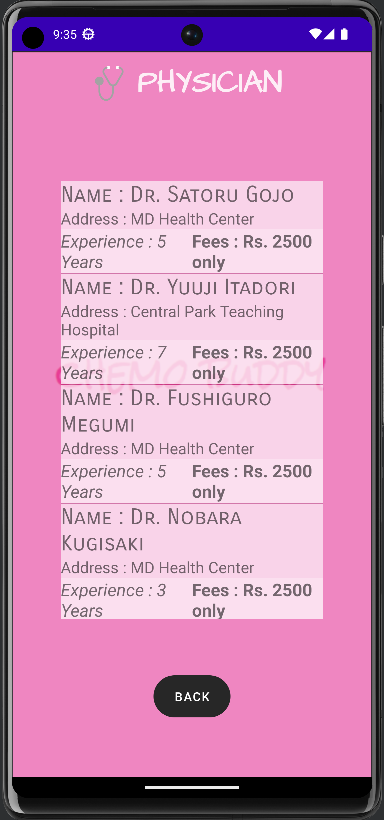 9:35
PHYSICIAN
Name : Dr. Satoru Gojo
Address : MD Health Center
Experience : 5 Fees : Rs. 2500
Years only
Name : Dr. Yuuji Itadori
Address : Central Park Teaching
Hospital
Experience : 7 Fees : Rs. 2500
Years only
CHEMO BUDDY
Name : Dr. Fushiguro
Megumi
Address : MD Health Center
Experience : 5 Fees : Rs. 2500
Years only
Name : Dr. Nobara
Kugisaki
Address : MD Health Center
Experience : 3 Fees : Rs. 2500
Years only
BACK